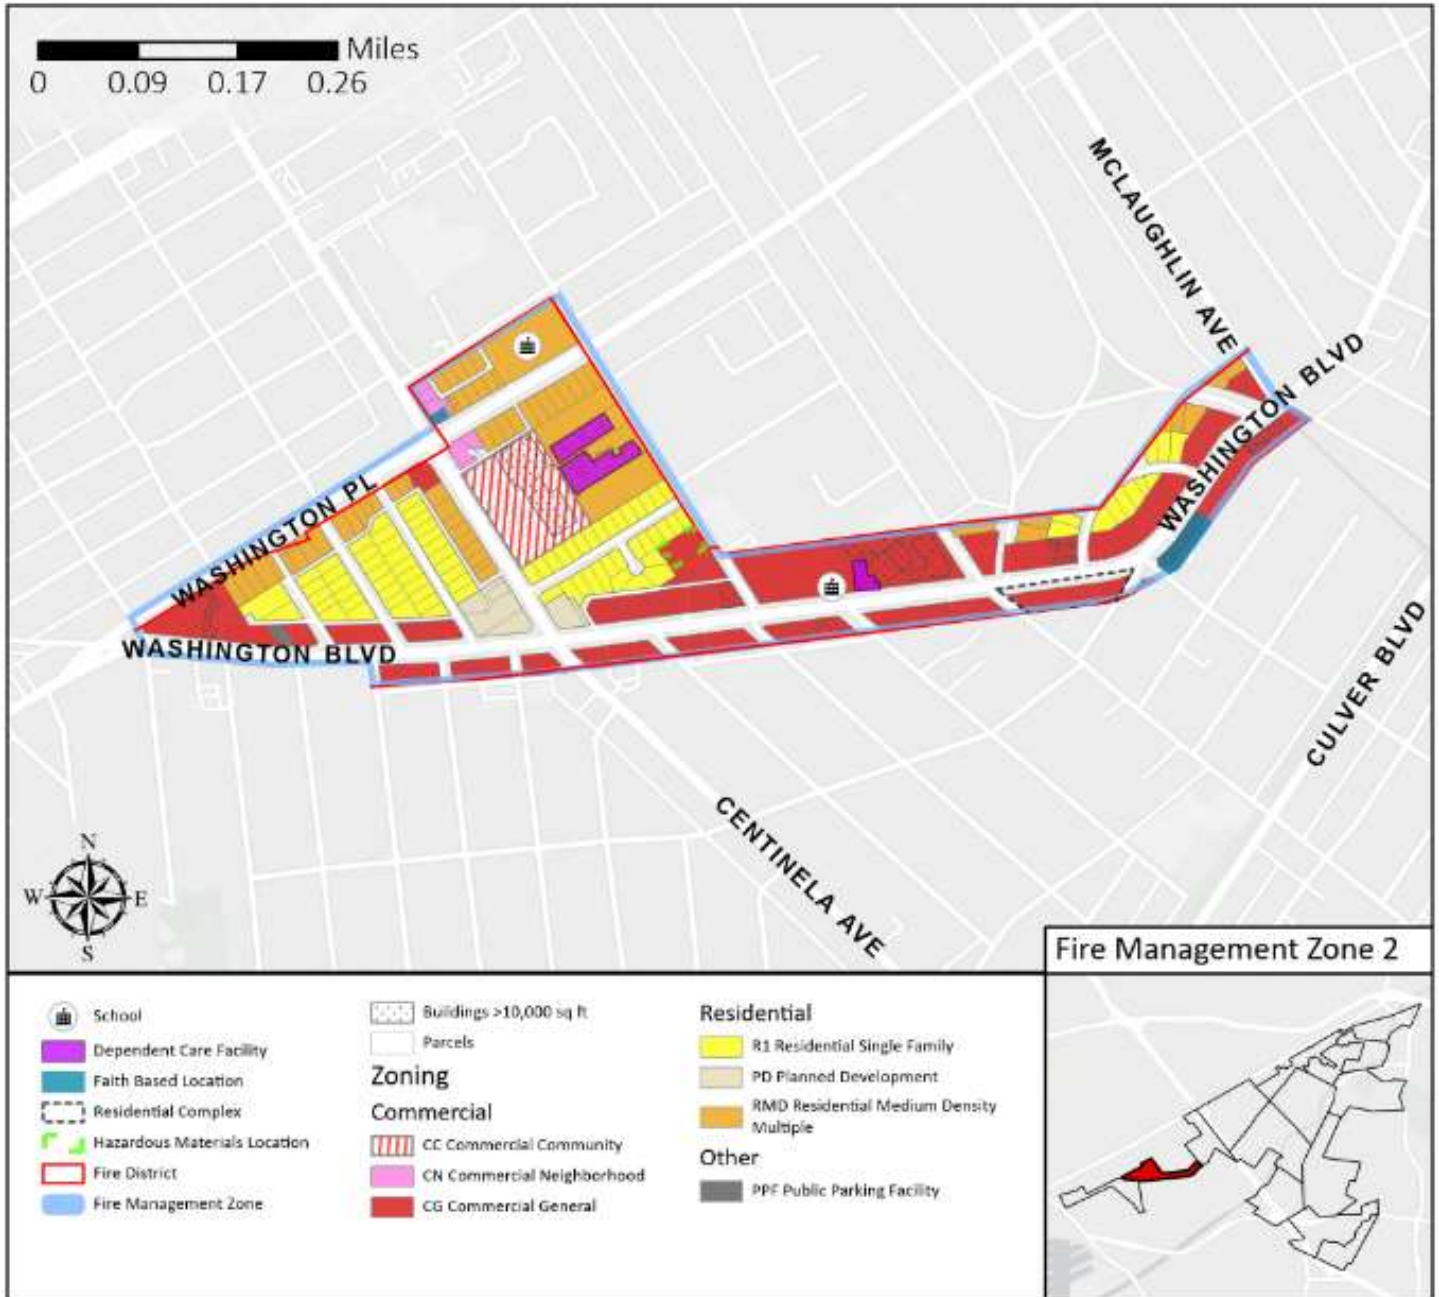 Miles
0 0.09 0.17 0.26
MCLAUGHLIN AVE
WASHINGTON BLVD
WASHINGTON BLVD
WASHINGTON PL
WASHINGTON BLVD
CULVER BLVD
CENTINELA AVE
N
W E
S
Fire Management Zone 2
School
Dependent Care Facility
Faith Based Location
Residential Complex
Hazardous Materials Location
Fire District
Fire Management Zone
Buildings >10,000 sq ft
Parcels
Zoning
Commercial
CC Commercial Community
CN Commercial Neighborhood
CG Commercial General
Residential
R1 Residential Single Family
PD Planned Development
RMD Residential Medium Density
Multiple
Other
PPF Public Parking Facility